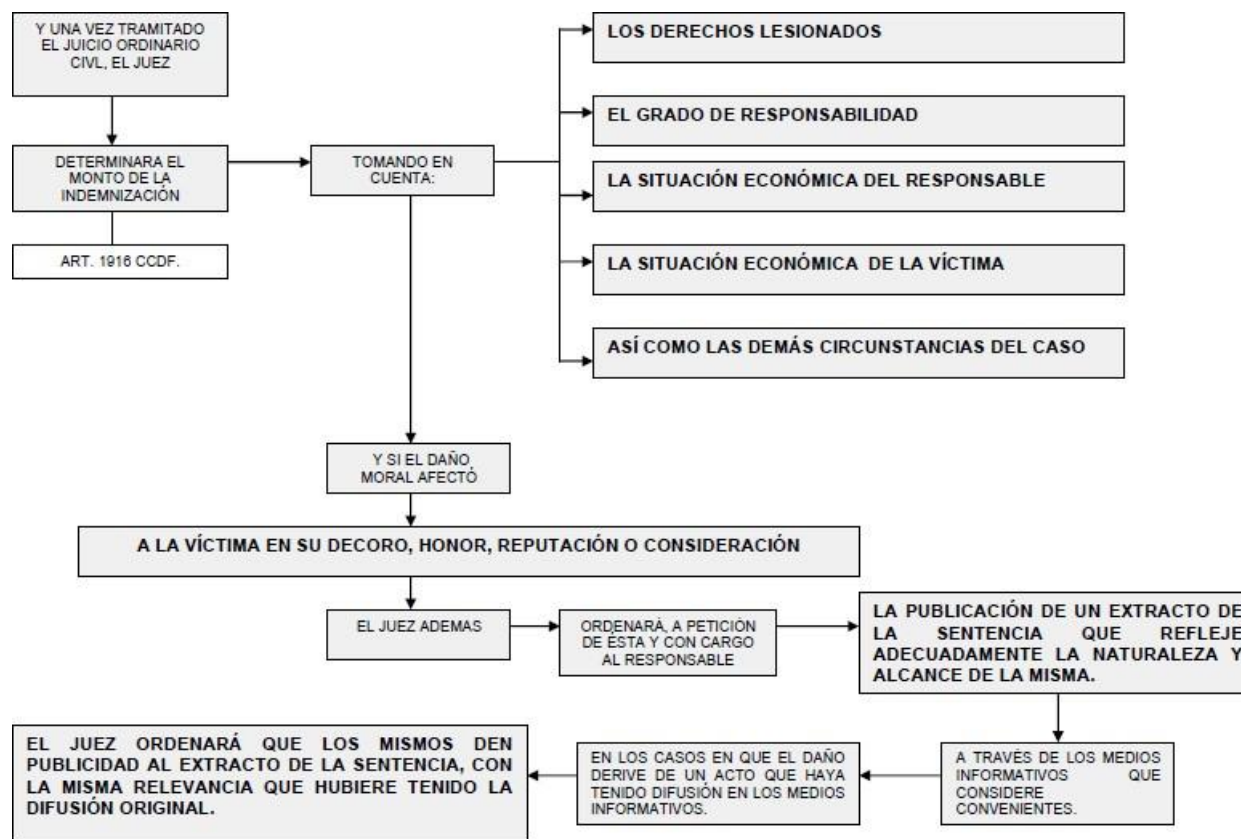 Y UNA VEZ TRAMITADO
EL JUICIO ORDINARIO
CIVL, EL JUEZ
DETERMINARA EL
MONTO DE LA
INDEMNIZACIÓN
ART. 1916 CCDF.
TOMANDO EN
CUENTA:
LOS DERECHOS LESIONADOS
EL GRADO DE RESPONSABILIDAD
LA SITUACIÓN ECONÓMICA DEL RESPONSABLE
LA SITUACIÓN ECONÓMICA DE LA VÍCTIMA
ASÍ COMO LAS DEMÁS CIRCUNSTANCIAS DEL CASO
Y SI EL DAÑO
MORAL AFECTÓ
A LA VÍCTIMA EN SU DECORO, HONOR, REPUTACIÓN O CONSIDERACIÓN
EL JUEZ ADEMAS
ORDENARÀ, A PETICIÓN
DE ÉSTA Y CON CARGO
AL RESPONSABLE
LA PUBLICACIÓN DE UN EXTRACTO DE
LA SENTENCIA QUE REFLEJE
ADECUADAMENTE LA NATURALEZA Y
ALCANCE DE LA MISMA.
A TRAVÉS DE LOS MEDIOS
INFORMATIVOS QUE
CONSIDERE
CONVENIENTES.
EN LOS CASOS EN QUE EL DAÑO
DERIVE DE UN ACTO QUE HAYA
TENIDO DIFUSIÓN EN LOS MEDIOS
INFORMATIVOS.
EL JUEZ ORDENARÁ QUE LOS MISMOS DEN
PUBLICIDAD AL EXTRACTO DE LA SENTENCIA, CON
LA MISMA RELEVANCIA QUE HUBIERE TENIDO LA
DIFUSIÓN ORIGINAL.